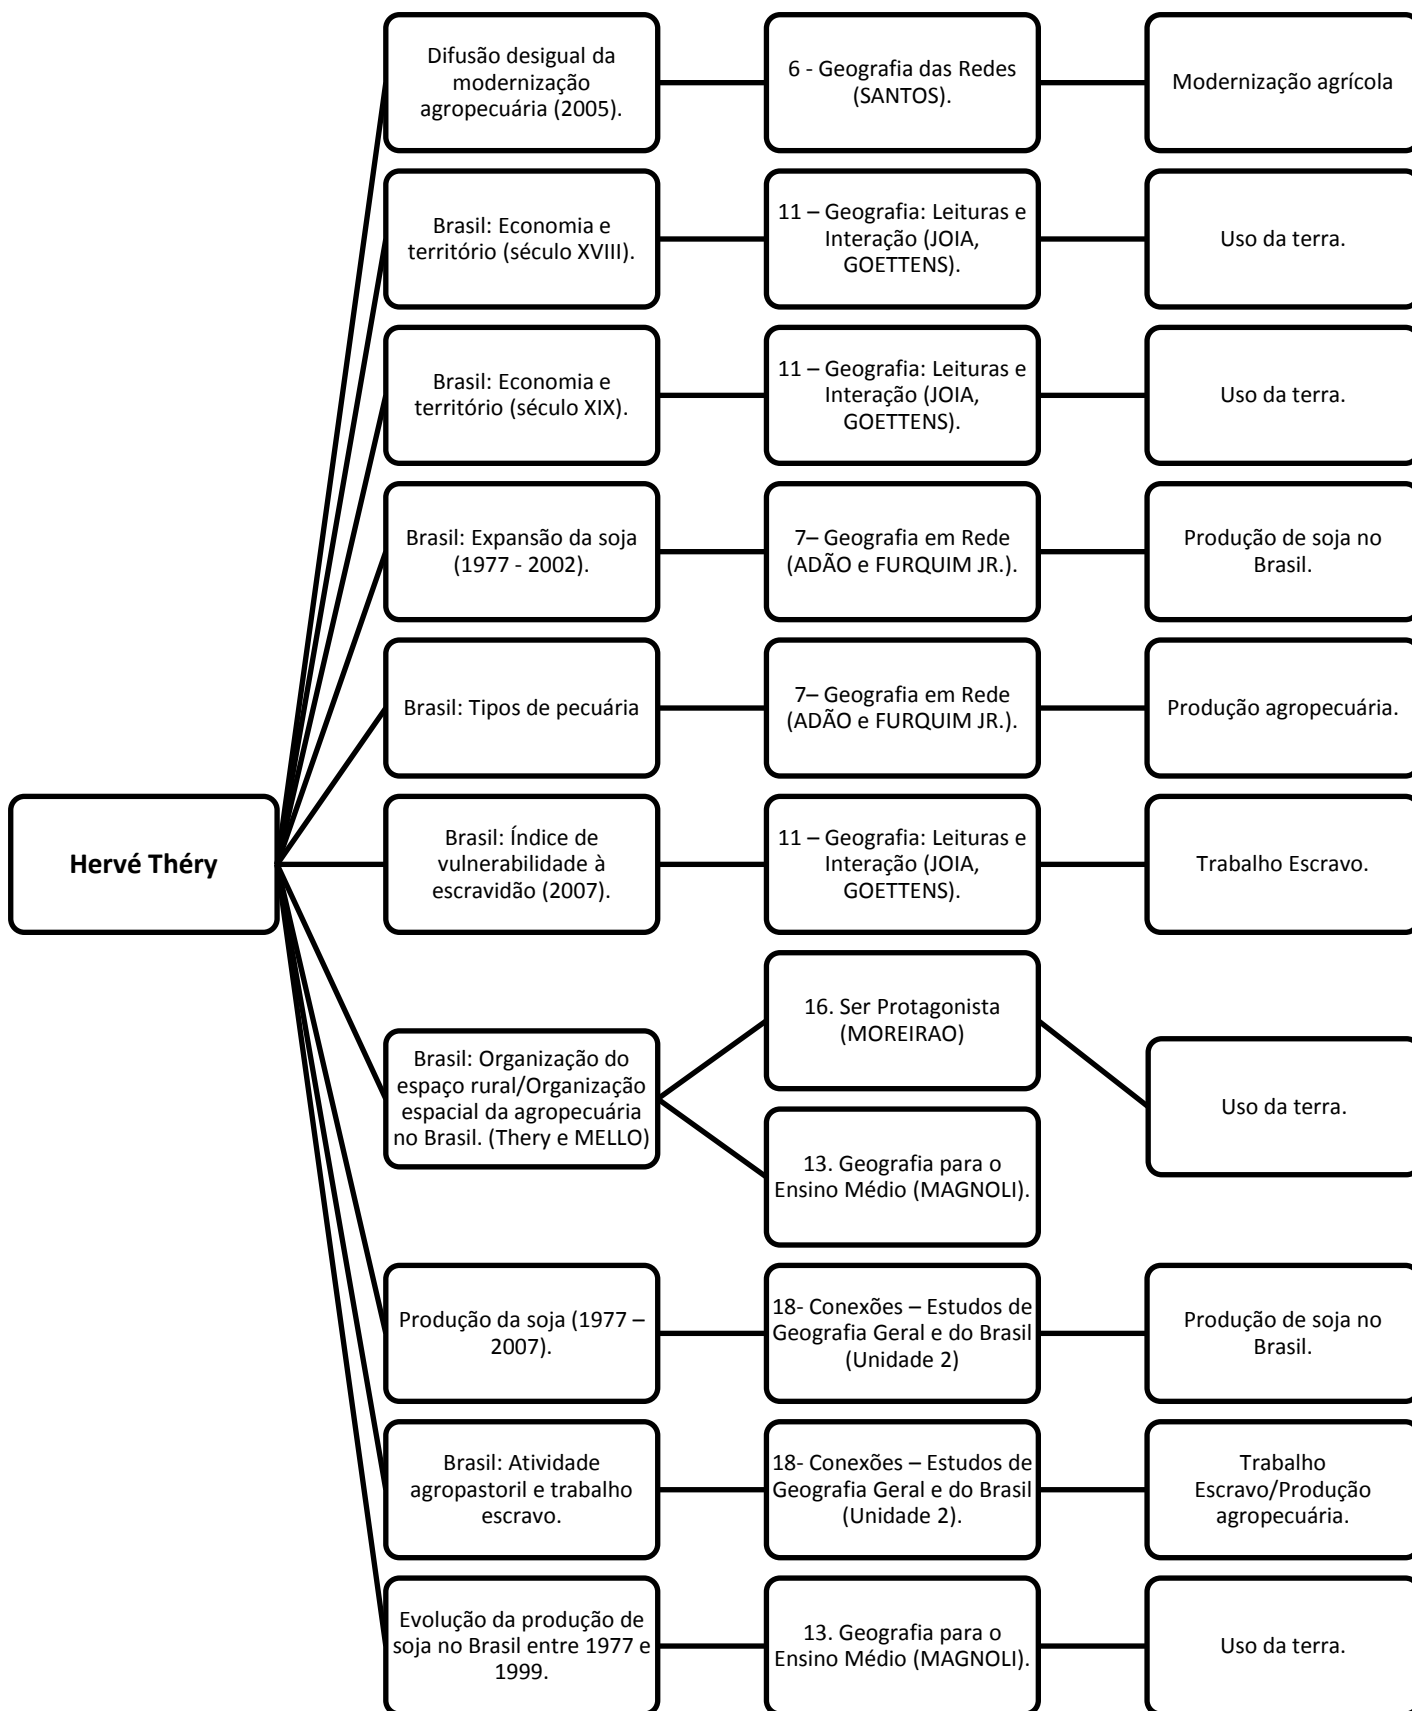 Difusão desigual da
modernização
agropecuária (2005).
6 - Geografia das Redes
(SANTOS).
Modernização agrícola
Brasil: Economia e
território (século XVIII).
11 – Geografia: Leituras e
Interação (JOIA,
GOETTENS).
Uso da terra.
Brasil: Economia e
território (século XIX).
11 – Geografia: Leituras e
Interação (JOIA,
GOETTENS).
Uso da terra.
Brasil: Expansão da soja
(1977 - 2002).
7– Geografia em Rede
(ADÃO e FURQUIM JR.).
Produção de soja no
Brasil.
Brasil: Tipos de pecuária
7– Geografia em Rede
(ADÃO e FURQUIM JR.).
Produção agropecuária.
Hervé Théry
Brasil: Índice de
vulnerabilidade à
escravidão (2007).
11 – Geografia: Leituras e
Interação (JOIA,
GOETTENS).
Trabalho Escravo.
Brasil: Organização do
espaço rural/Organização
espacial da agropecuária
no Brasil. (Thery e MELLO)
16. Ser Protagonista
(MOREIRAO)
13. Geografia para o
Ensino Médio (MAGNOLI).
Uso da terra.
Produção da soja (1977 –
2007).
18- Conexões – Estudos de
Geografia Geral e do Brasil
(Unidade 2)
Produção de soja no
Brasil.
Brasil: Atividade
agropastoril e trabalho
escravo.
18- Conexões – Estudos de
Geografia Geral e do Brasil
(Unidade 2).
Trabalho
Escravo/Produção
agropecuária.
Evolução da produção de
soja no Brasil entre 1977 e
1999.
13. Geografia para o
Ensino Médio (MAGNOLI).
Uso da terra.